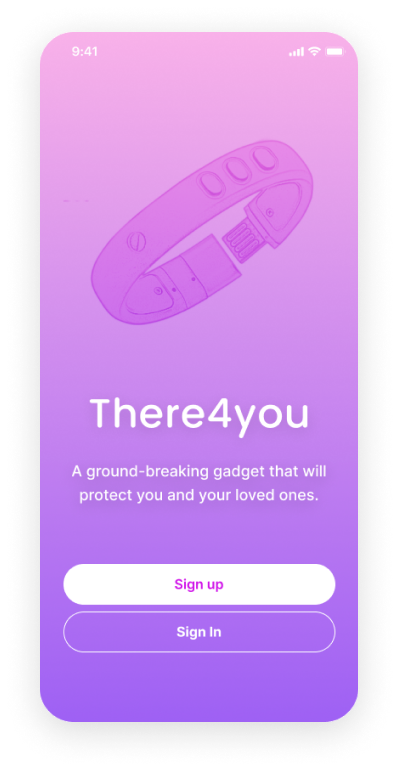 9:41
There4you
A ground-breaking gadget that will
protect you and your loved ones.
Sign up
Sign In